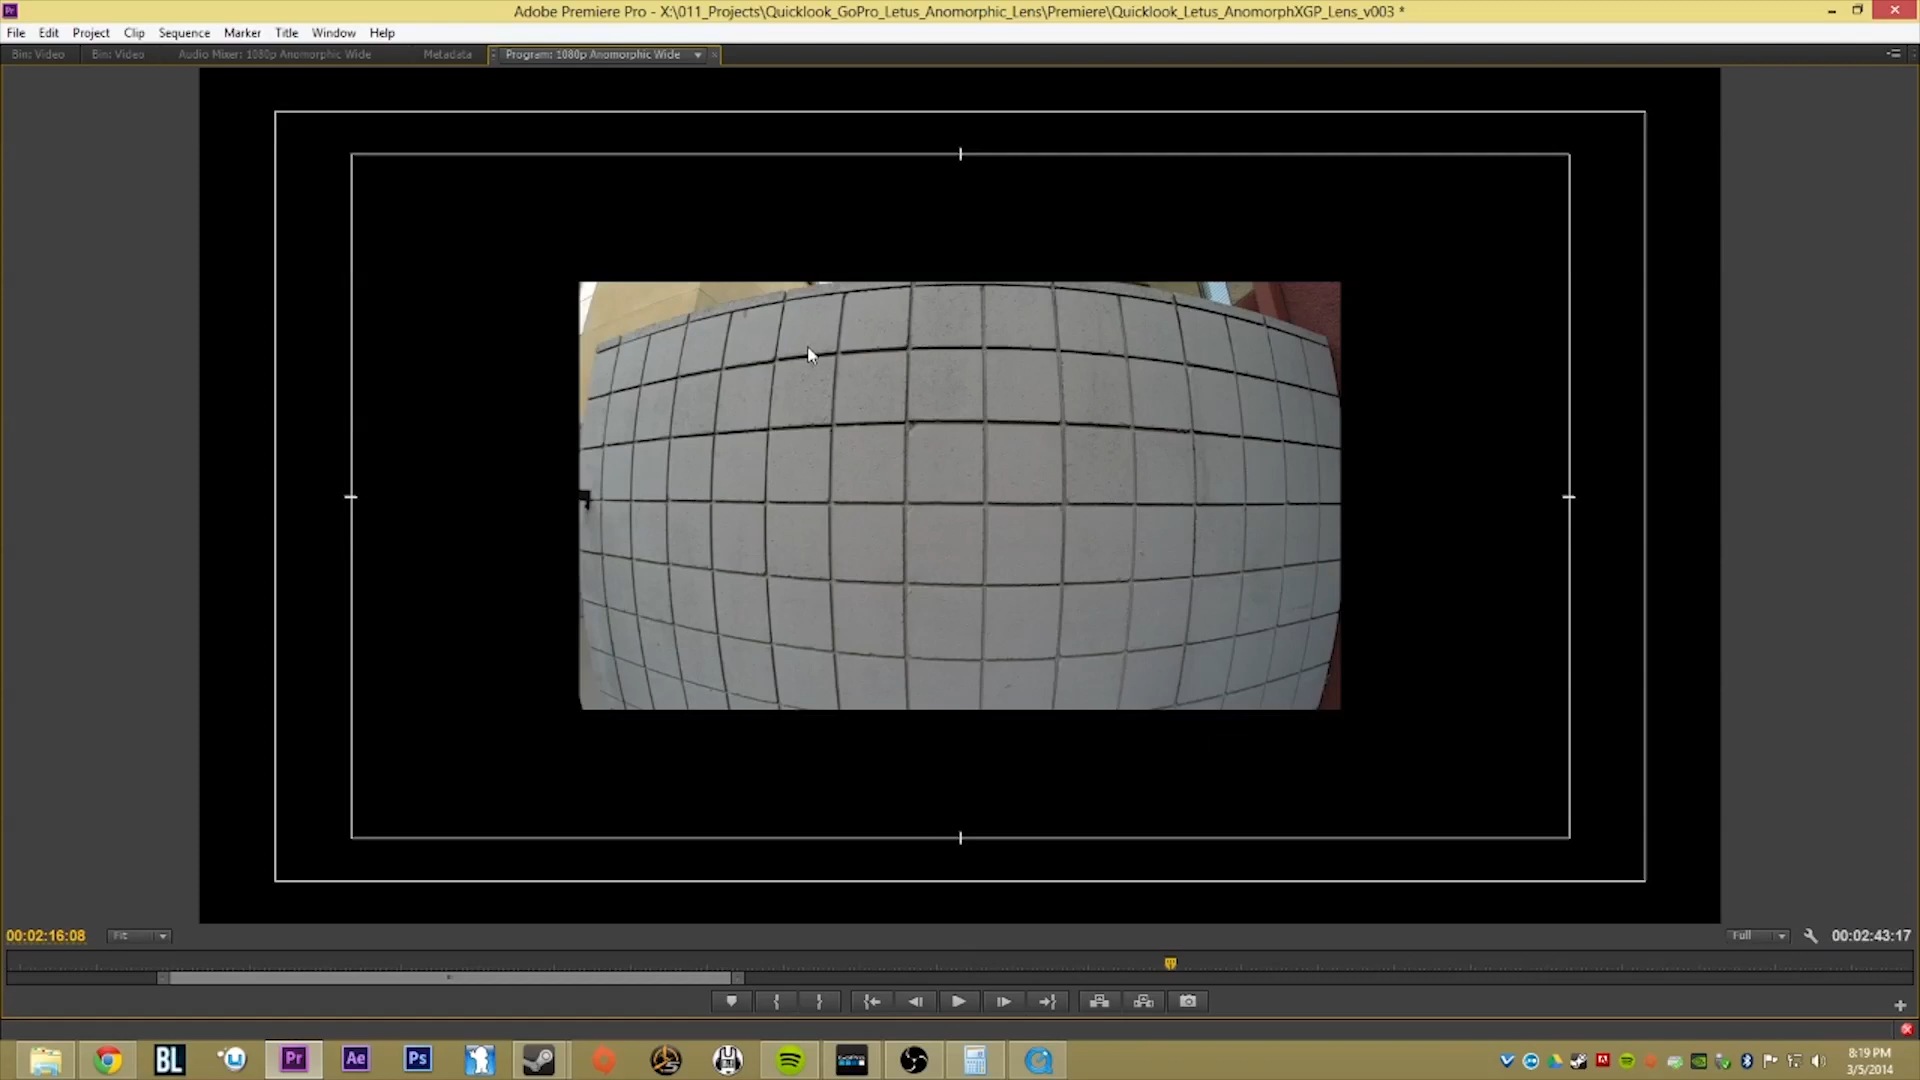 Adobe Premiere Pro - X:\011_Projects\Quicklook_GoPro_Letus_Anomorphic_Lens\Premiere\Quicklook_Letus_AnomorphXGP_Lens_v003 *
File Edit Project Clip Sequence Marker Title Window Help
Bin: Video Bin: Video Audio Mixer: 1080p Anomorphic Wide Metadata Program: 1080p Anomorphic Wide
00:02:16:08 Fit Full 00:02:43:17
BL Pr Ae Ps GoPro 8:19 PM
3/5/2014